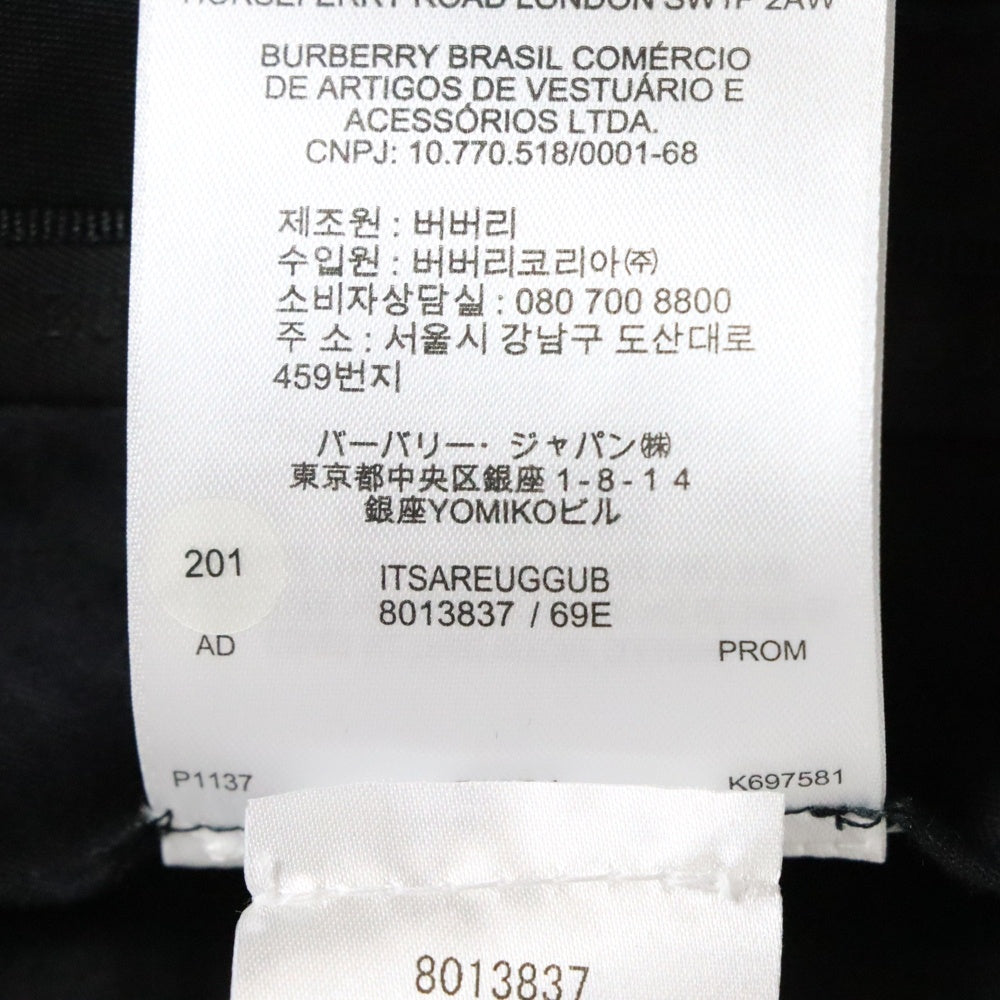 HORSEFERRY ROAD LONDON SW1P 2AW
BURBERRY BRASIL COMÉRCIO
DE ARTIGOS DE VESTUÁRIO E
ACESSÓRIOS LTDA.
CNPJ: 10.770.518/0001-68
제조원 : 버버리
수입원 : 버버리코리아㈜
소비자상담실 : 080 700 8800
주 소 : 서울시 강남구 도산대로
459번지
バーバリー・ジャパン㈱
東京都中央区銀座 1-8-14
銀座YOMIKOビル
201
ITSAREUGGUB
8013837 / 69E
AD PROM
P1137 K697581
8013837